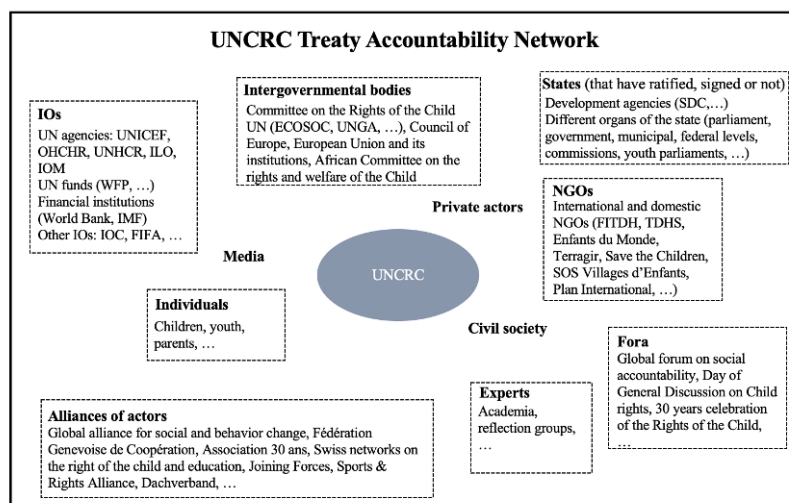 UNCRC Treaty Accountability Network
IOs
UN agencies: UNICEF,
OHCHR, UNHCR, ILO,
IOM
UN funds (WFP, …)
Financial institutions
(World Bank, IMF)
Other IOs: IOC, FIFA, …
Intergovernmental bodies
Committee on the Rights of the Child
UN (ECOSOC, UNGA, …), Council of
Europe, European Union and its
institutions, African Committee on the
rights and welfare of the Child
States (that have ratified, signed or not)
Development agencies (SDC,…)
Different organs of the state (parliament,
government, municipal, federal levels,
commissions, youth parliaments, …)
NGOs
International and domestic
NGOs (FITDH, TDHS,
Enfants du Monde,
Terragir, Save the Children,
SOS Villages d’Enfants,
Plan International, …)
Private actors
Media
UNCRC
Individuals
Children, youth,
parents, …
Civil society
Fora
Global forum on social
accountability, Day of
General Discussion on Child
rights, 30 years celebration
of the Rights of the Child,
…
Experts
Academia,
reflection groups,
…
Alliances of actors
Global alliance for social and behavior change, Fédération
Genevoise de Coopération, Association 30 ans, Swiss networks
on the right of the child and education, Joining Forces, Sports &
Rights Alliance, Dachverband, …